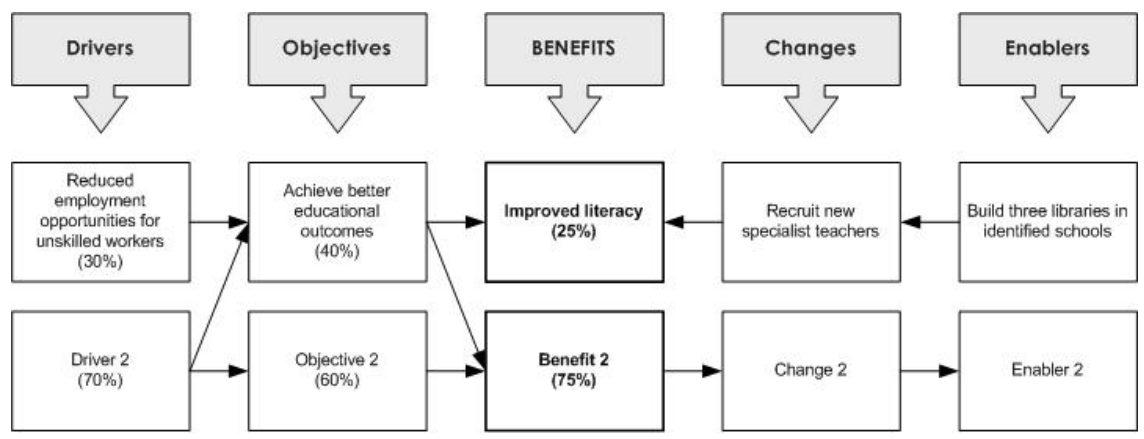 Drivers
Objectives
BENEFITS
Changes
Enablers
Reduced
employment
opportunities for
unskilled workers
(30%)
Achieve better
educational
outcomes
(40%)
Improved literacy
(25%)
Recruit new
specialist teachers
Build three libraries in
identified schools
Driver 2
(70%)
Objective 2
(60%)
Benefit 2
(75%)
Change 2
Enabler 2